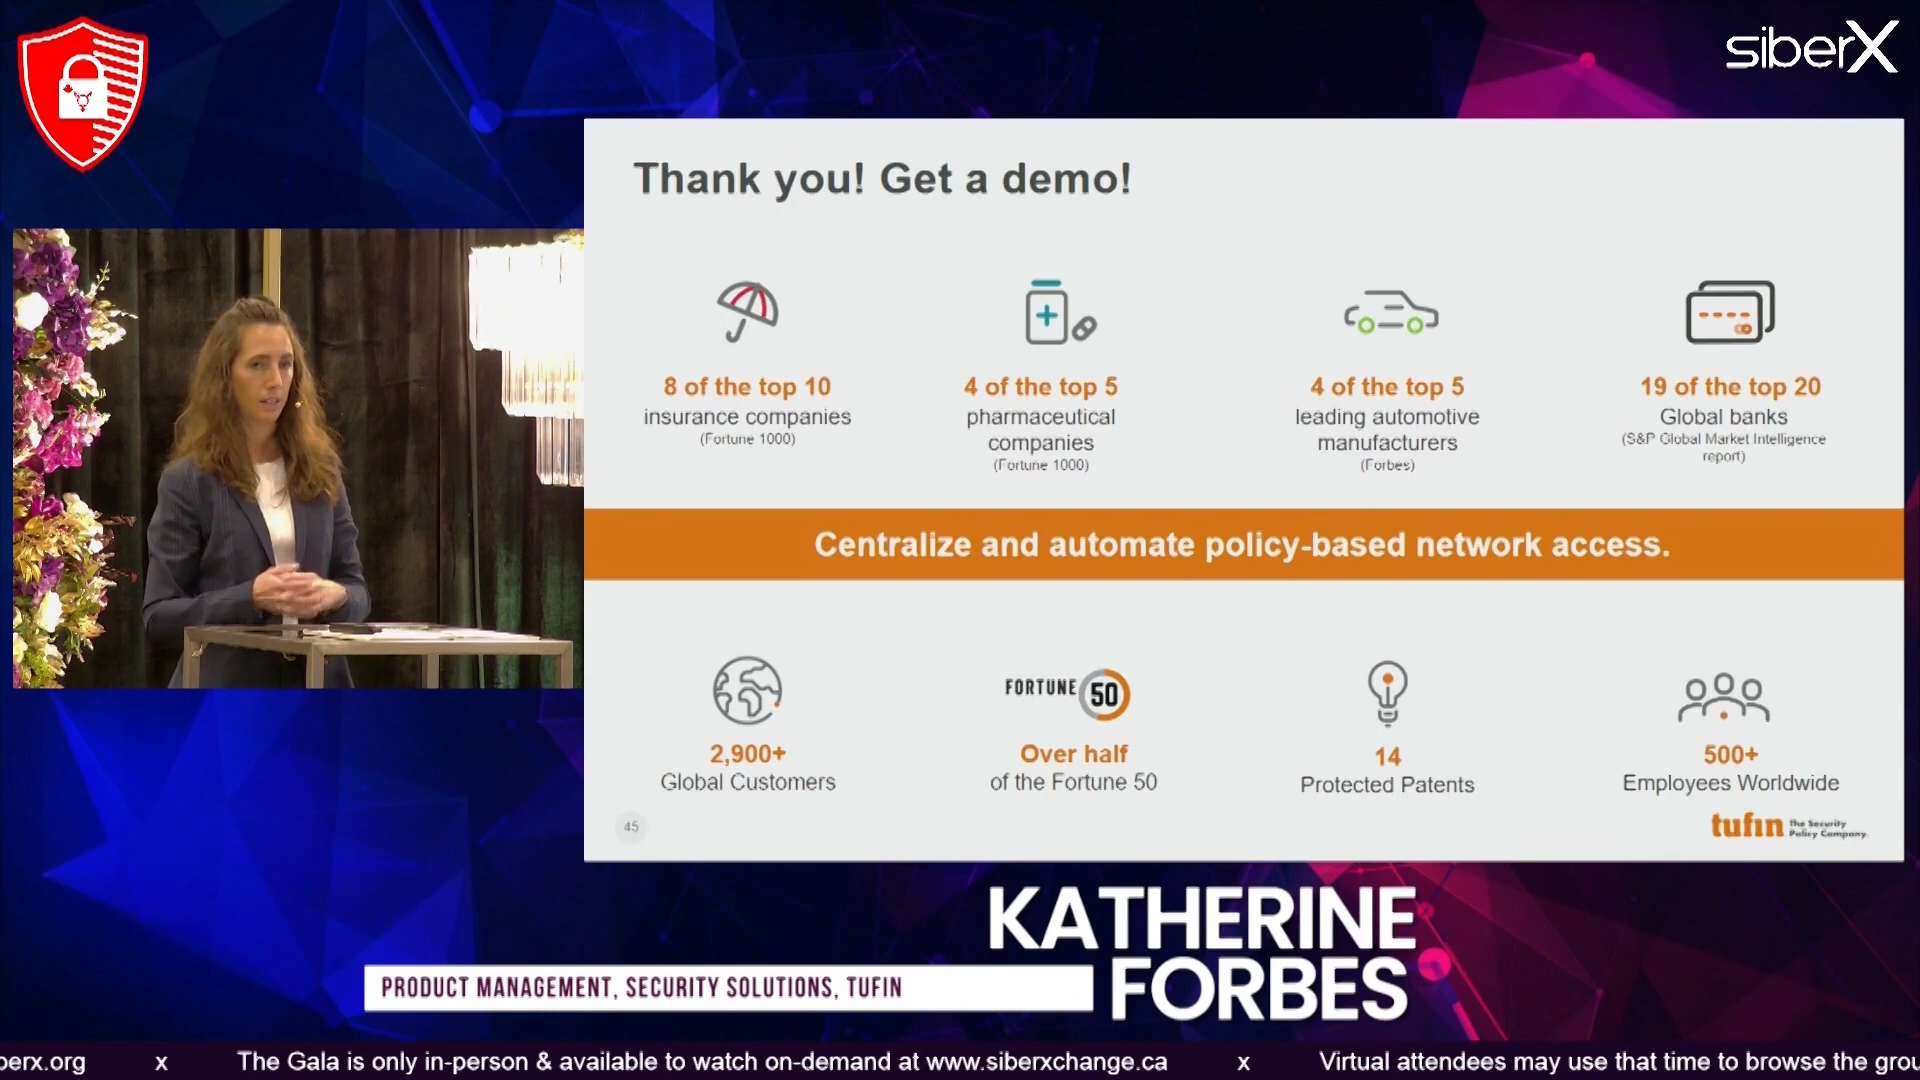 siberX
Thank you! Get a demo!
8 of the top 10
insurance companies
(Fortune 1000)
4 of the top 5
pharmaceutical
companies
(Fortune 1000)
4 of the top 5
leading automotive
manufacturers
(Forbes)
19 of the top 20
Global banks
(S&P Global Market Intelligence
report)
Centralize and automate policy-based network access.
2,900+
Global Customers
FORTUNE 50
Over half
of the Fortune 50
14
Protected Patents
500+
Employees Worldwide
45
tufin The Security
Policy Company.
KATHERINE
FORBES
PRODUCT MANAGEMENT, SECURITY SOLUTIONS, TUFIN
berx.org x The Gala is only in-person & available to watch on-demand at www.siberxchange.ca x Virtual attendees may use that time to browse the grou